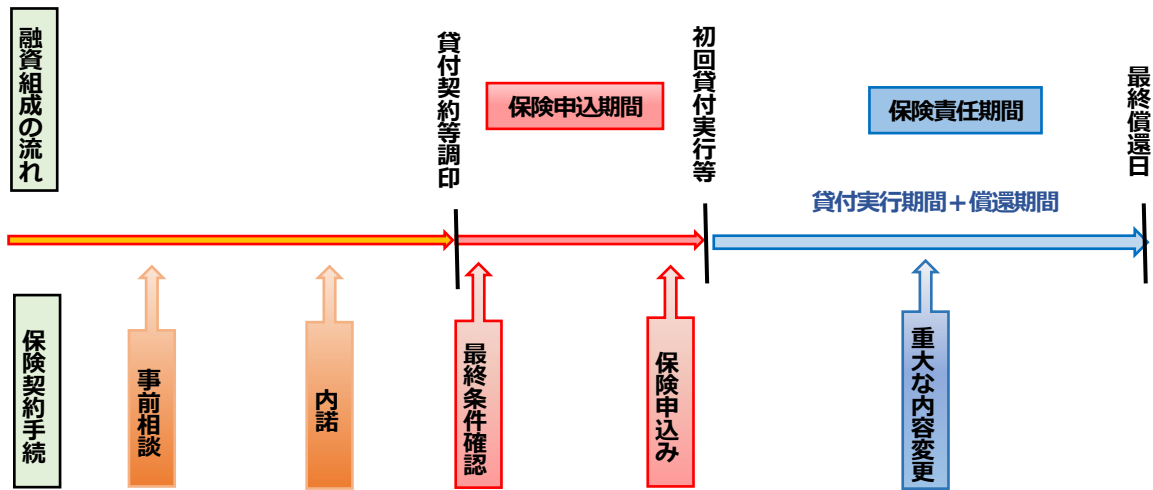 融資組成の流れ
貸付契約等調印
保険申込期間
初回貸付実行等
保険責任期間
最終償還日
貸付実行期間＋償還期間
保険契約手続
事前相談
内諾
最終条件確認
保険申込み
重大な内容変更